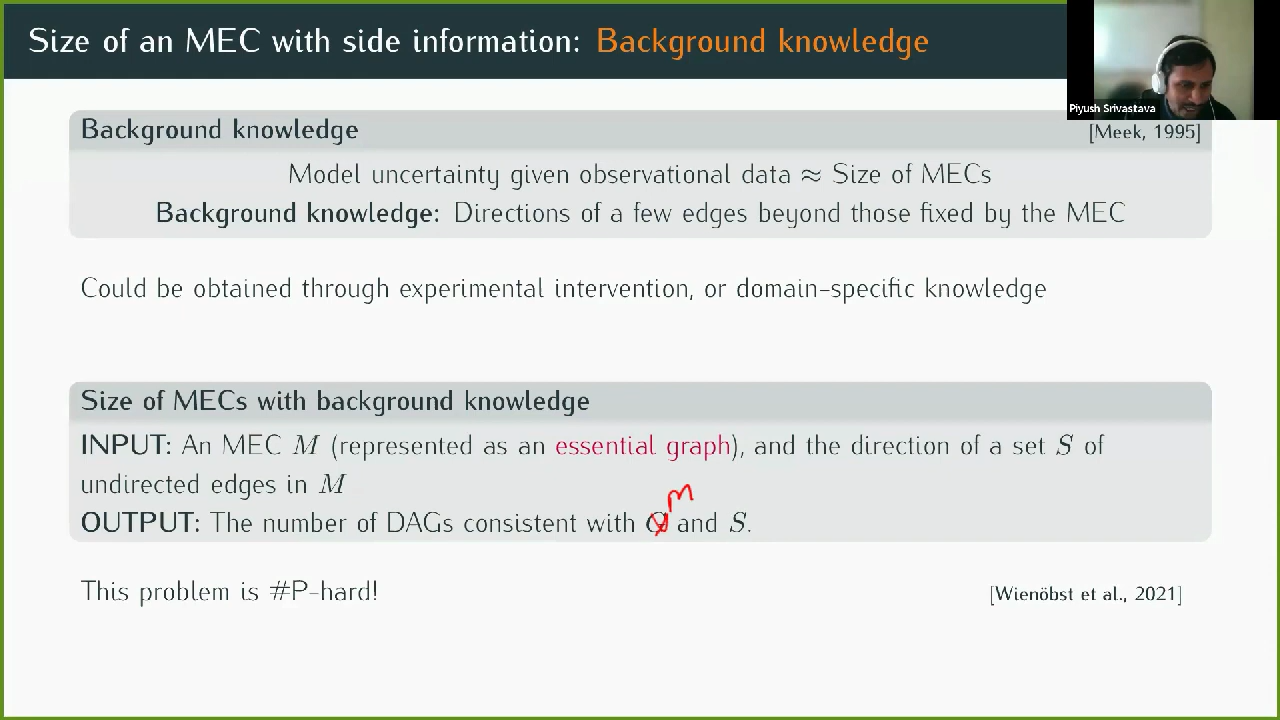 Size of an MEC with side information: Background knowledge
Piyush Srivastava
Background knowledge [Meek, 1995]
Model uncertainty given observational data ≈ Size of MECs
Background knowledge: Directions of a few edges beyond those fixed by the MEC
Could be obtained through experimental intervention, or domain-specific knowledge
Size of MECs with background knowledge
INPUT: An MEC M (represented as an essential graph), and the direction of a set S of
undirected edges in M
M
OUTPUT: The number of DAGs consistent with and S.
This problem is #P-hard! [Wienöbst et al., 2021]